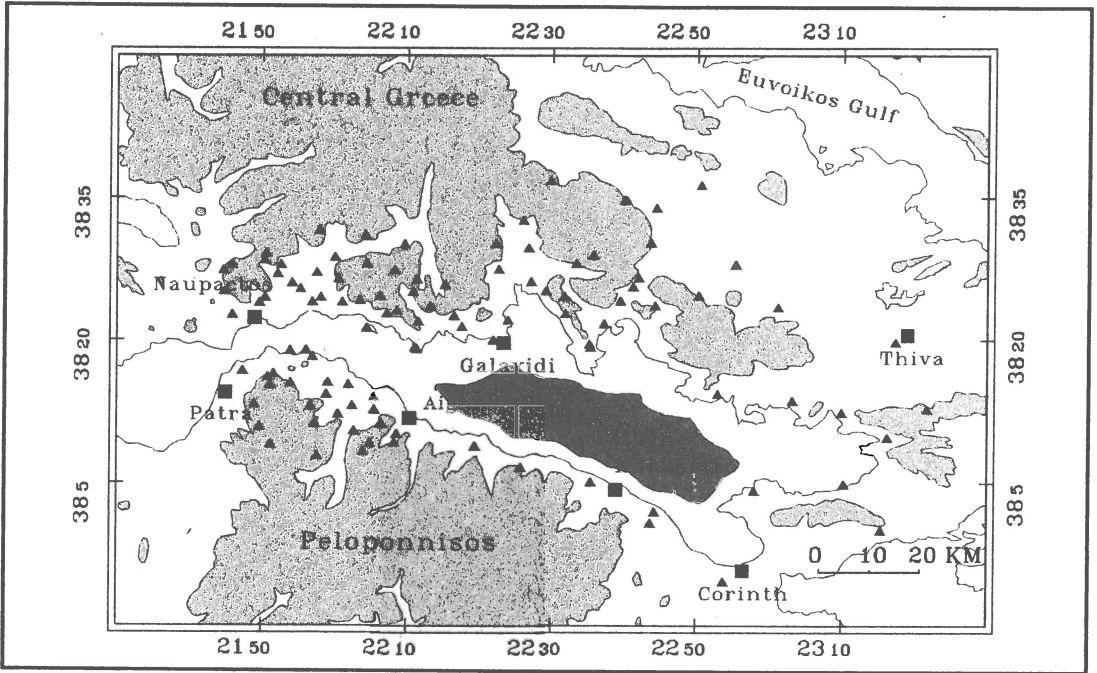 21 50 22 10 22 30 22 50 23 10
Euvoikos Gulf
Central Greece
38 35 38 35
Naupactos
38 20 38 20
Thiva
Galaxidi
Patra
Ai
38 5 38 5
Peloponnisos
0 10 20 KM
Corinth
21 50 22 10 22 30 22 50 23 10